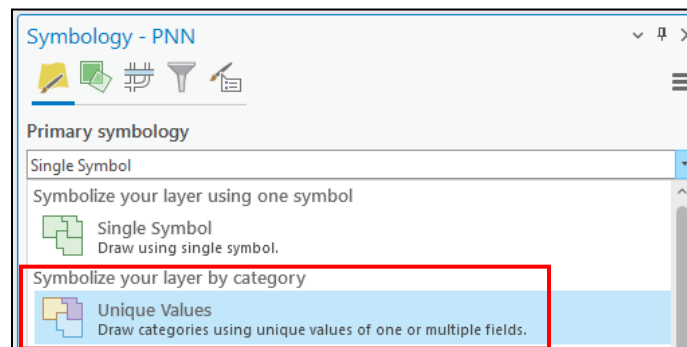 Symbology - PNN
Primary symbology
Single Symbol
Symbolize your layer using one symbol
Single Symbol
Draw using single symbol.
Symbolize your layer by category
Unique Values
Draw categories using unique values of one or multiple fields.